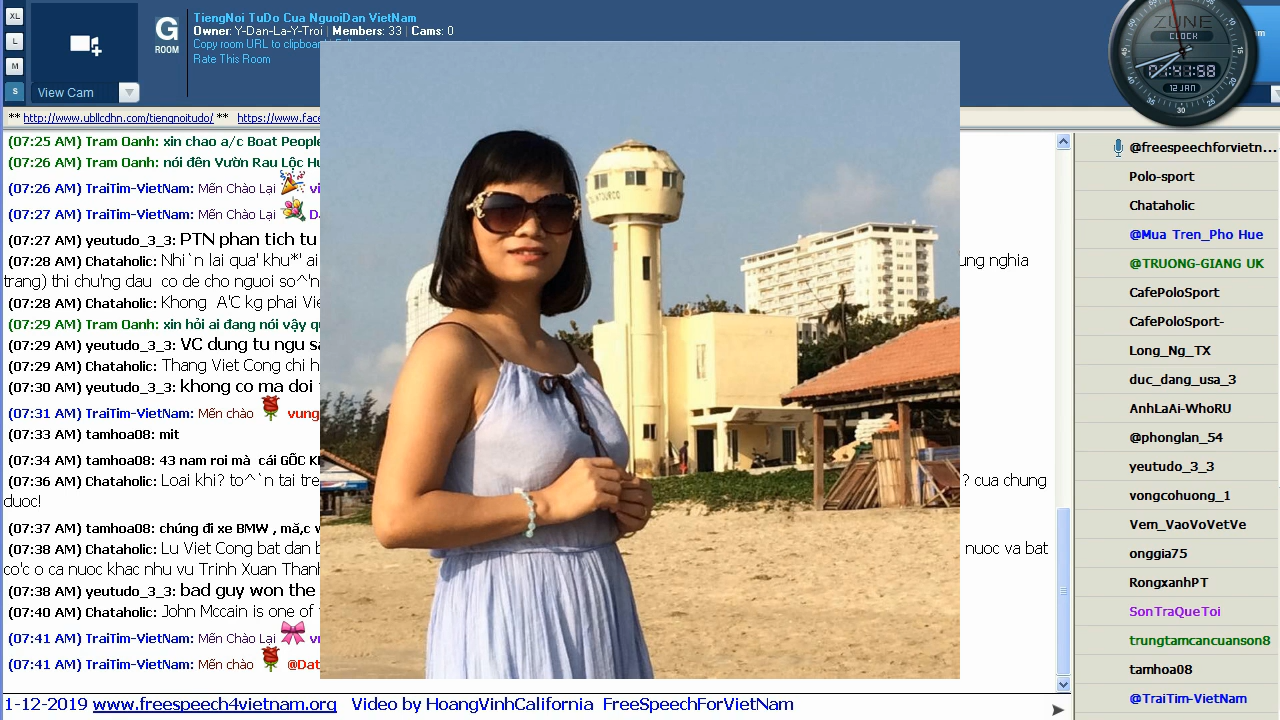 XL
L
M
S
View Cam
G
ROOM
TiengNoi TuDo Cua NguoiDan VietNam
Owner: Y-Dan-La-Y-Troi | Members: 33 | Cams: 0
Copy room URL to clipboard
Rate This Room
ZUNE
CLOCK
07:41:58
12 JAN
** http://www.ubllcdhn.com/tiengnoitudo/ ** https://www.face
(07:25 AM) Tram Oanh: xin chao a/c Boat People
(07:26 AM) Tram Oanh: nói đên Vườn Rau Lộc Hu
(07:26 AM) TraiTim-VietNam: Mến Chào Lại vi
(07:27 AM) TraiTim-VietNam: Mến Chào Lại
(07:27 AM) yeutudo_3_3: PTN phan tich tu
(07:28 AM) Chataholic: Nhi`n lai qua' khu*' ai ung nghia
trang) thi chu'ng dau nguoi so^'n
(07:28 AM) Chataholic: Khong A'C kg phai Vie
(07:29 AM) Tram Oanh: xin hỏi ai đang nói vậy
(07:29 AM) yeutudo_3_3: VC dung tu ngu sa
(07:29 AM) Chataholic: Thang Viet Cong chi h
(07:30 AM) yeutudo_3_3: khong co ma doi
(07:31 AM) TraiTim-VietNam: Mến chào vung
(07:33 AM) tamhoa08: mit
(07:34 AM) tamhoa08: 43 nam roi mà cái GỐC
(07:36 AM) Chataholic: Loai khi? to^`n tai tre ? cua chung
duoc!
(07:37 AM) tamhoa08: chúng đi xe BMW , mã,c
(07:38 AM) Chataholic: Lu Viet Cong bat dan b nuoc va bat
co'c o ca nuoc khac nhu vu Trinh Xuan Thanh
(07:38 AM) yeutudo_3_3: bad guy won the
(07:40 AM) Chataholic: John Mccain is one of
(07:41 AM) TraiTim-VietNam: Mến Chào Lại
(07:41 AM) TraiTim-VietNam: Mến chào @Dat
@freespeechforvietn...
Polo-sport
Chataholic
@Mua Tren_Pho Hue
@TRUONG-GIANG UK
CafePoloSport
CafePoloSport-
Long_Ng_TX
duc_dang_usa_3
AnhLaAi-WhoRU
@phonglan_54
yeutudo_3_3
vongcohuong_1
Vem_VaoVoVetVe
onggia75
RongxanhPT
SonTraQueToi
trungtamcancuanson8
tamhoa08
@TraiTim-VietNam
1-12-2019 www.freespeech4vietnam.org Video by HoangVinhCalifornia FreeSpeechForVietNam